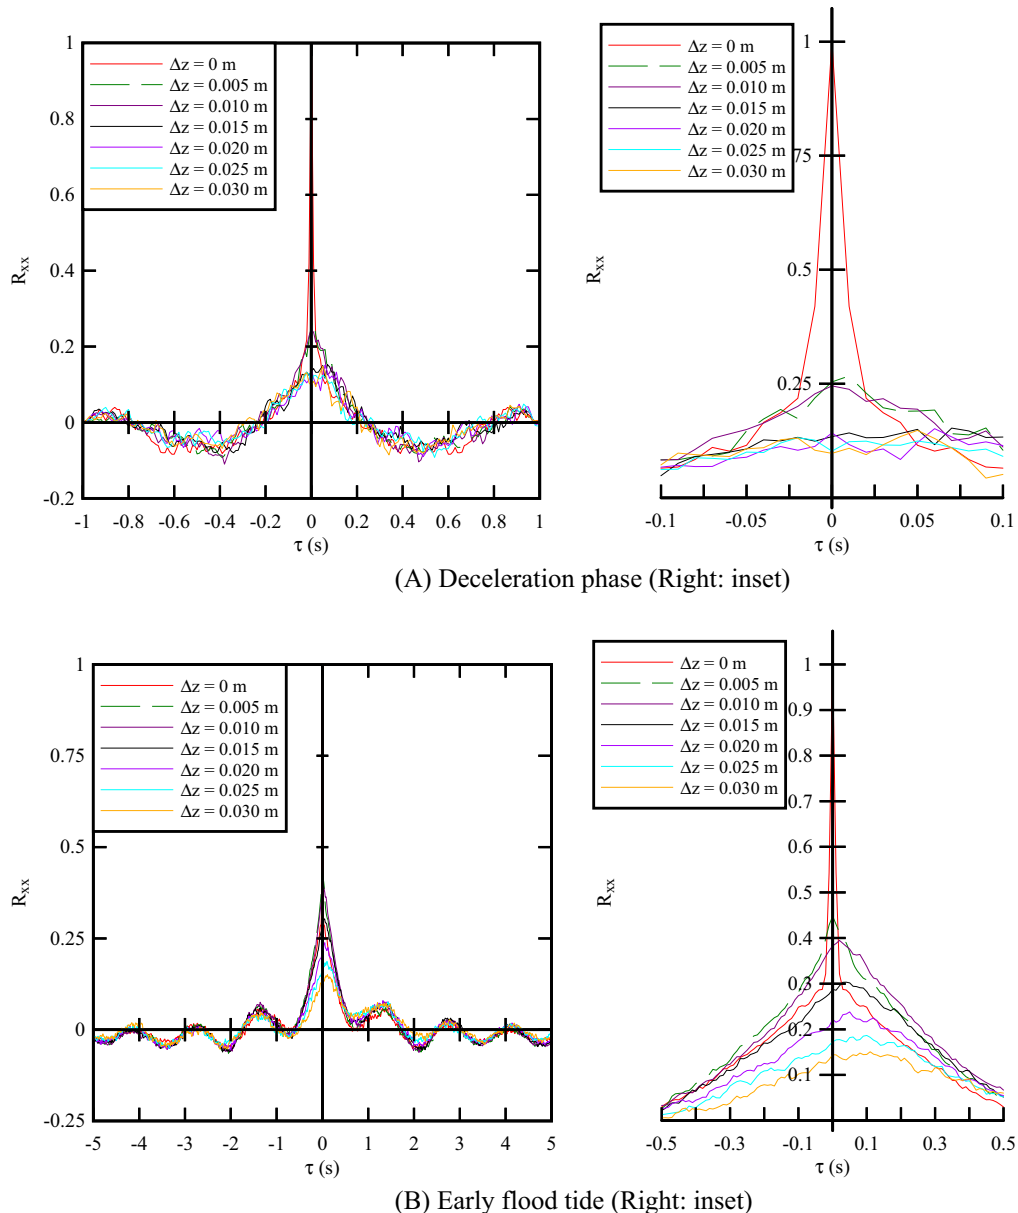 1
0.8
0.6
0.4
0.2
0
-0.2
R_xx
-1 -0.8 -0.6 -0.4 -0.2 0 0.2 0.4 0.6 0.8 1
τ (s)
Δz = 0 m
Δz = 0.005 m
Δz = 0.010 m
Δz = 0.015 m
Δz = 0.020 m
Δz = 0.025 m
Δz = 0.030 m
1
.75
0.5
0.25
R_xx
-0.1 -0.05 0 0.05 0.1
τ (s)
Δz = 0 m
Δz = 0.005 m
Δz = 0.010 m
Δz = 0.015 m
Δz = 0.020 m
Δz = 0.025 m
Δz = 0.030 m
(A) Deceleration phase (Right: inset)
1
0.75
0.5
0.25
0
-0.25
R_xx
-5 -4 -3 -2 -1 0 1 2 3 4 5
τ (s)
Δz = 0 m
Δz = 0.005 m
Δz = 0.010 m
Δz = 0.015 m
Δz = 0.020 m
Δz = 0.025 m
Δz = 0.030 m
1
0.9
0.8
0.7
0.6
0.5
0.4
0.3
0.2
0.1
R_xx
-0.5 -0.3 -0.1 0.1 0.3 0.5
τ (s)
Δz = 0 m
Δz = 0.005 m
Δz = 0.010 m
Δz = 0.015 m
Δz = 0.020 m
Δz = 0.025 m
Δz = 0.030 m
(B) Early flood tide (Right: inset)